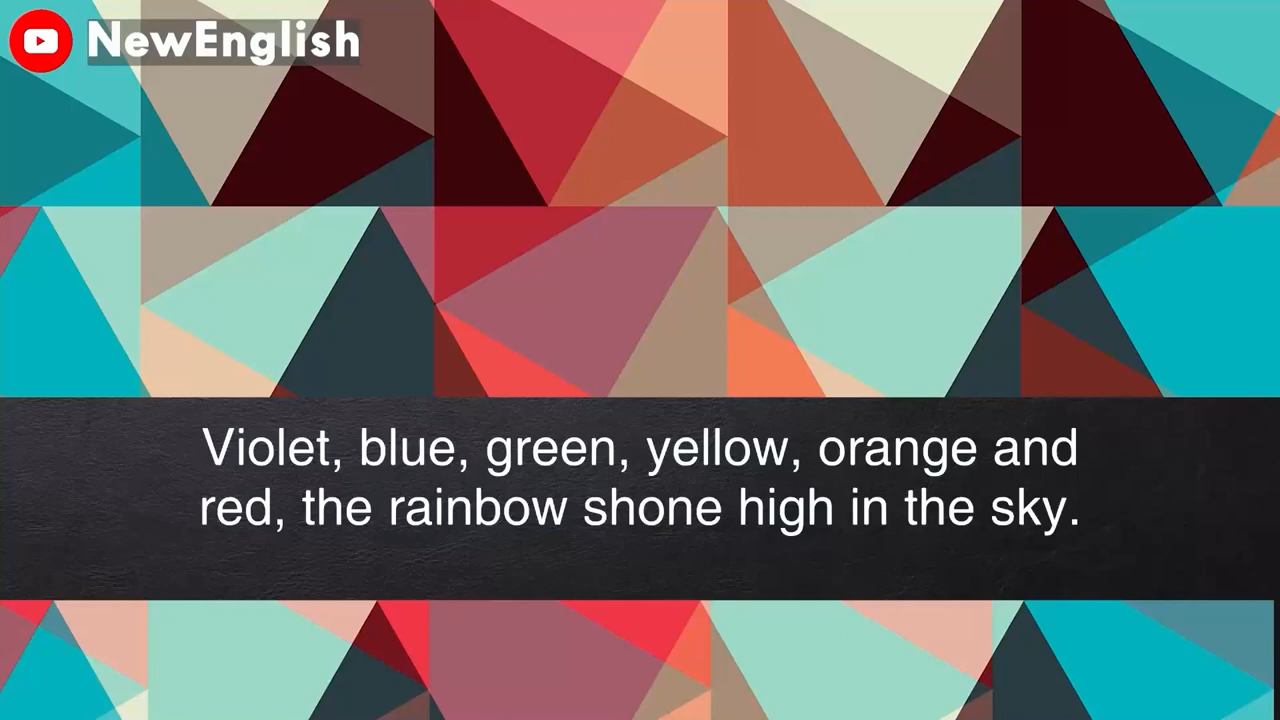 NewEnglish
Violet, blue, green, yellow, orange and
red, the rainbow shone high in the sky.